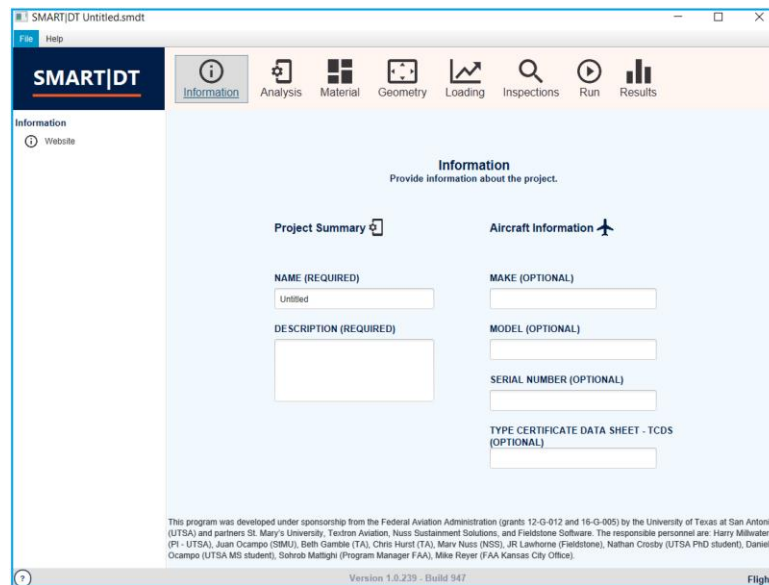 SMART|DT Untitled.smdt
File Help
SMART|DT
Information Analysis Material Geometry Loading Inspections Run Results
Information
Website
Information
Provide information about the project.
Project Summary
Aircraft Information
NAME (REQUIRED)
MAKE (OPTIONAL)
Untitled
DESCRIPTION (REQUIRED)
MODEL (OPTIONAL)
SERIAL NUMBER (OPTIONAL)
TYPE CERTIFICATE DATA SHEET - TCDS
(OPTIONAL)
This program was developed under sponsorship from the Federal Aviation Administration (grants 12-G-012 and 16-G-005) by the University of Texas at San Antoni
(UTSA) and partners St. Mary's University, Textron Aviation, Nuss Sustainment Solutions, and Fieldstone Software. The responsible personnel are: Harry Millwater
(PI - UTSA), Juan Ocampo (StMU), Beth Gamble (TA), Chris Hurst (TA), Marv Nuss (NSS), JR Lawhorne (Fieldstone), Nathan Crosby (UTSA PhD student), Daniel
Ocampo (UTSA MS student), Sohrob Mattighi (Program Manager FAA), Mike Reyer (FAA Kansas City Office).
? Version 1.0.239 - Build 947 Fligh